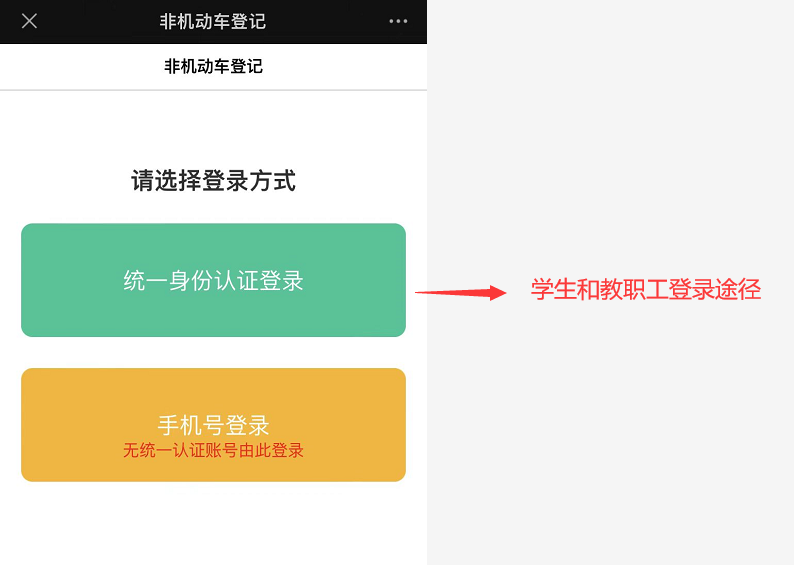 非机动车登记
非机动车登记
请选择登录方式
统一身份认证登录
学生和教职工登录途径
手机号登录
无统一认证账号由此登录